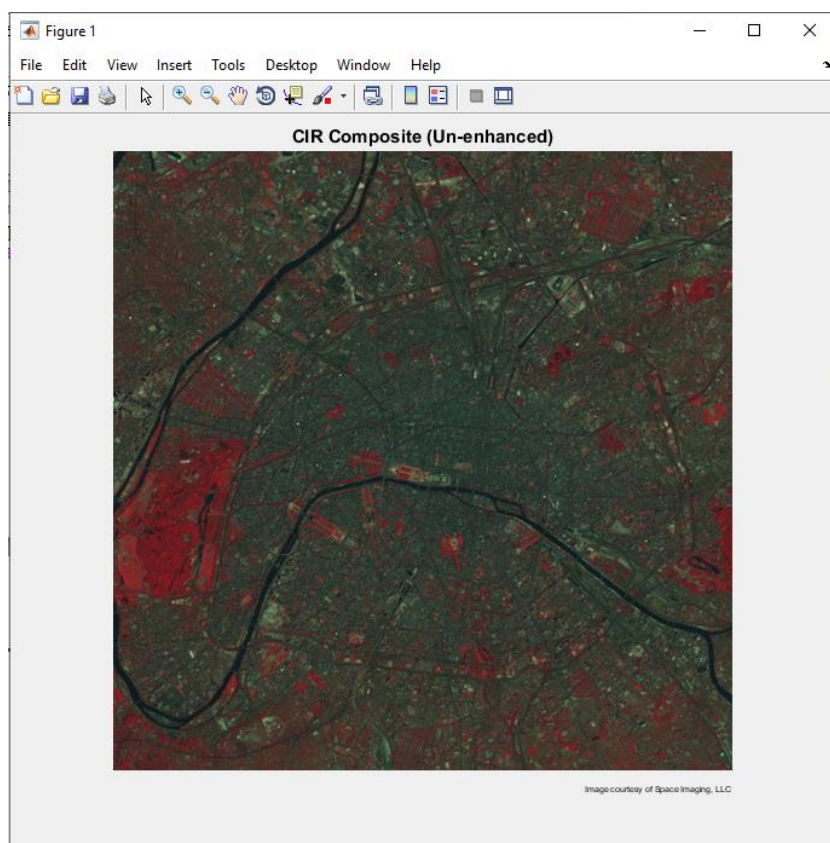 Figure 1
File Edit View Insert Tools Desktop Window Help
CIR Composite (Un-enhanced)
Image courtesy of Space Imaging, LLC